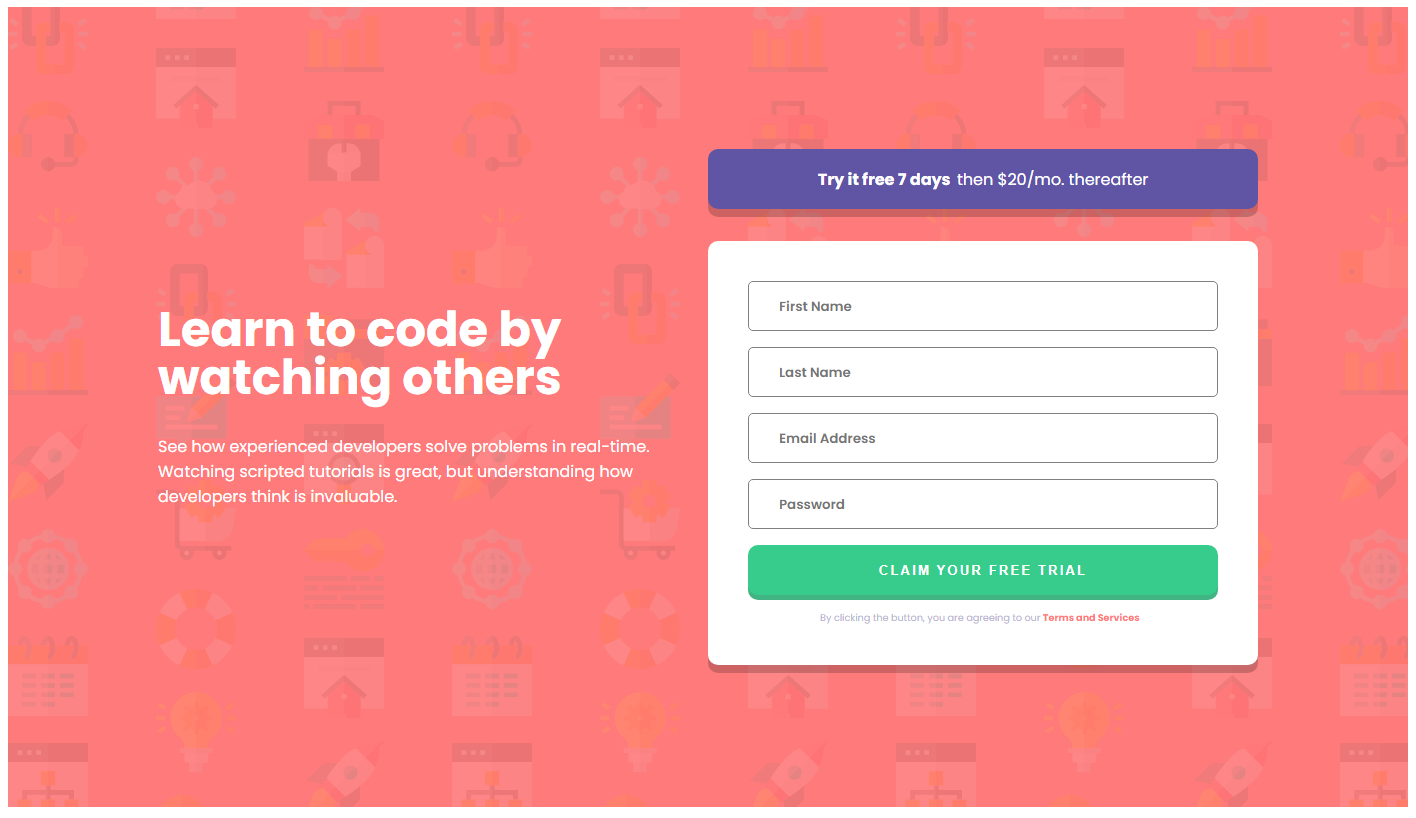 Learn to code by
watching others
See how experienced developers solve problems in real-time.
Watching scripted tutorials is great, but understanding how
developers think is invaluable.
Try it free 7 days then $20/mo. thereafter
First Name
Last Name
Email Address
Password
CLAIM YOUR FREE TRIAL
By clicking the button, you are agreeing to our Terms and Services